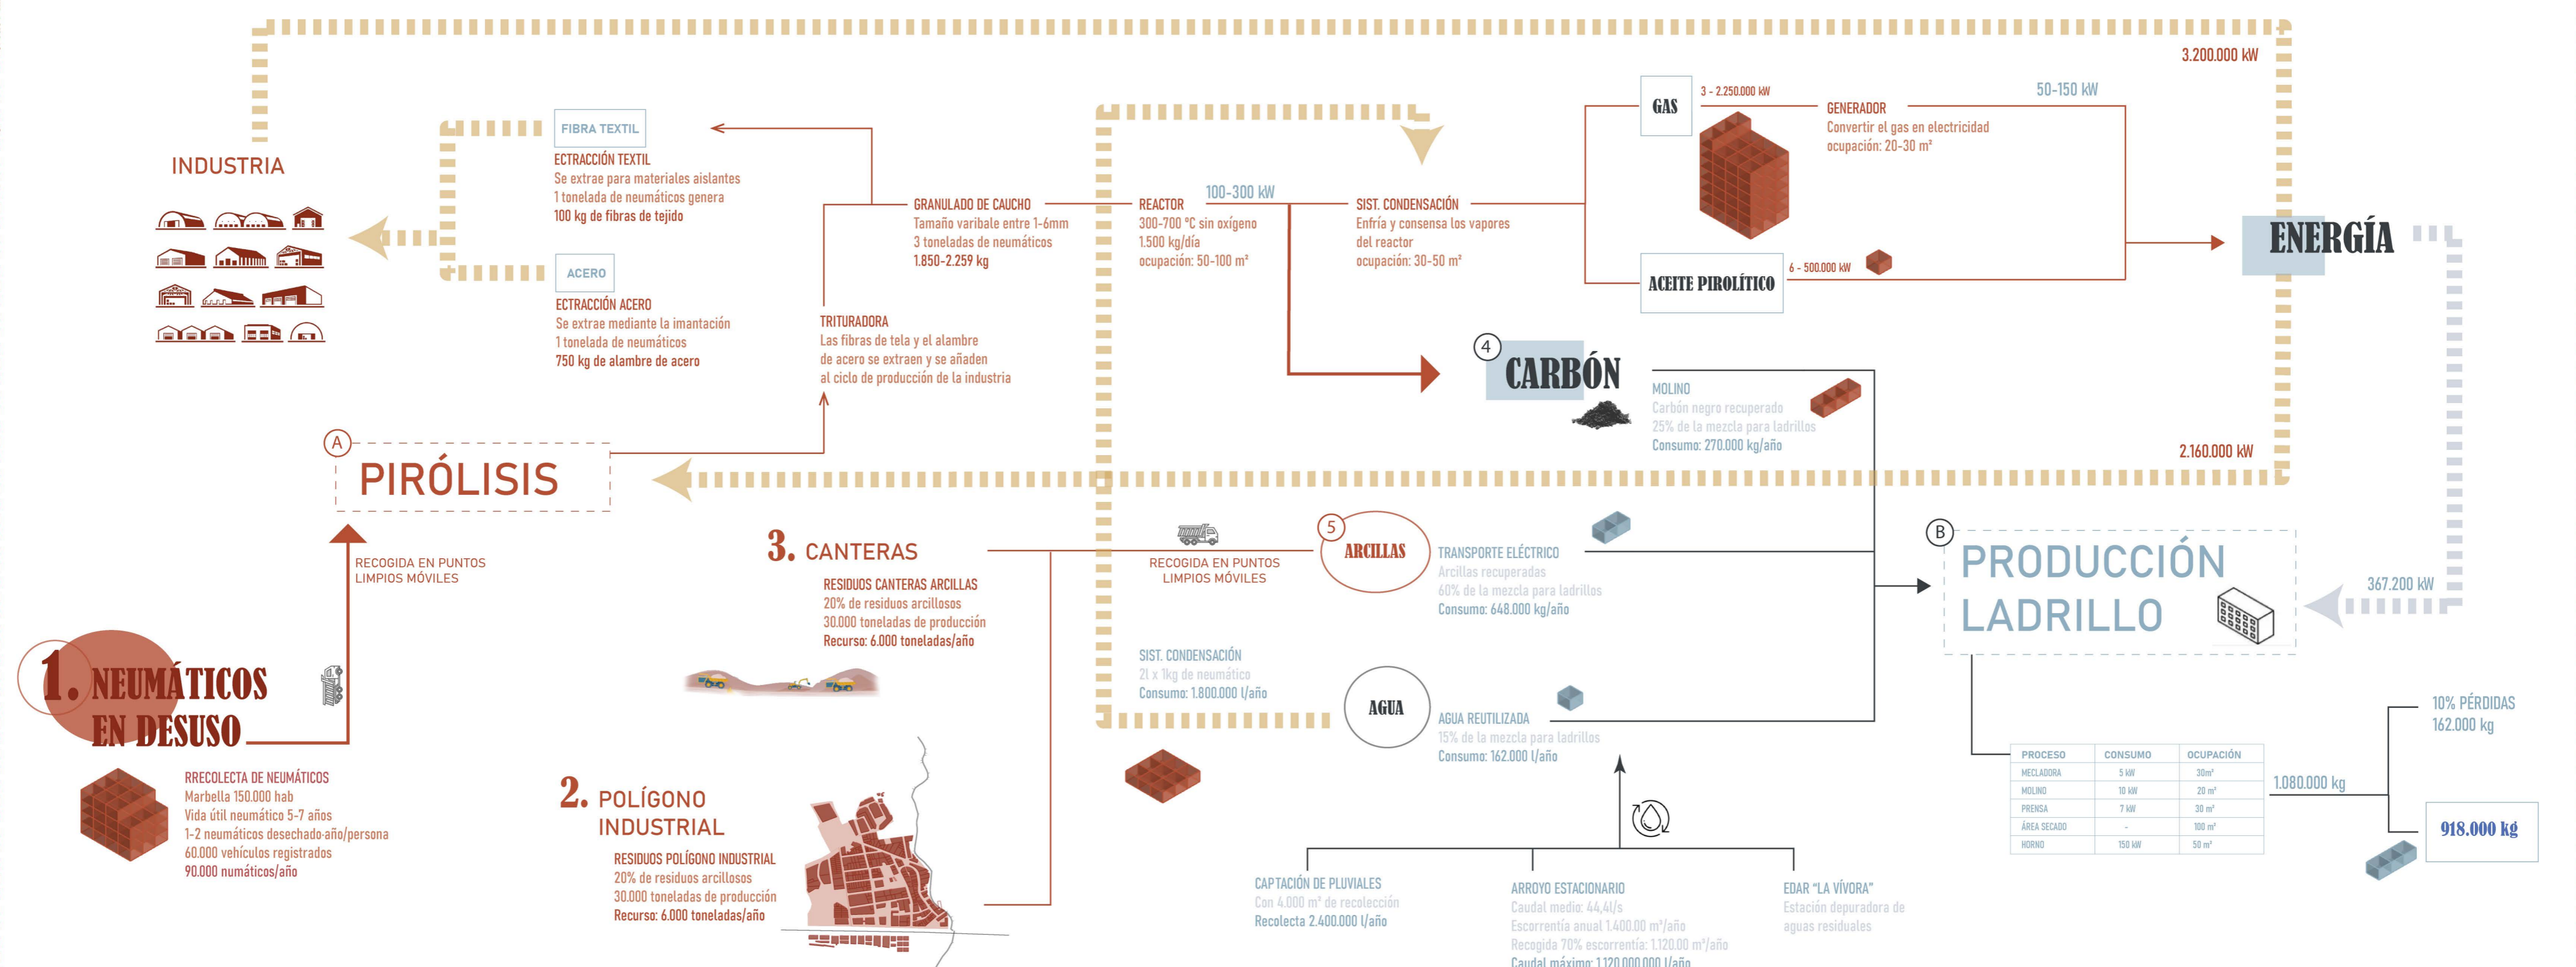 3.200.000 kW
INDUSTRIA
FIBRA TEXTIL
ECTRACCIÓN TEXTIL
Se extrae para materiales aislantes
1 tonelada de neumáticos genera
100 kg de fibras de tejido
ACERO
ECTRACCIÓN ACERO
Se extrae mediante la imantación
1 tonelada de neumáticos
750 kg de alambre de acero
TRITURADORA
Las fibras de tela y el alambre
de acero se extraen y se añaden
al ciclo de producción de la industria
GRANULADO DE CAUCHO
Tamaño varibale entre 1-6mm
3 toneladas de neumáticos
1.850-2.259 kg
REACTOR
300-700 ºC sin oxígeno
1.500 kg/día
ocupación: 50-100 m²
100-300 kW
SIST. CONDENSACIÓN
Enfría y consensa los vapores
del reactor
ocupación: 30-50 m²
GAS
3 - 2.250.000 kW
GENERADOR
Convertir el gas en electricidad
ocupación: 20-30 m²
50-150 kW
ACEITE PIROLÍTICO
6 - 500.000 kW
ENERGÍA
4
CARBÓN
MOLINO
Carbón negro recuperado
25% de la mezcla para ladrillos
Consumo: 270.000 kg/año
2.160.000 kW
A
PIRÓLISIS
RECOGIDA EN PUNTOS
LIMPIOS MÓVILES
1. NEUMÁTICOS
EN DESUSO
RRECOLECTA DE NEUMÁTICOS
Marbella 150.000 hab
Vida útil neumático 5-7 años
1-2 neumáticos desechado·año/persona
60.000 vehículos registrados
90.000 numáticos/año
3. CANTERAS
RESIDUOS CANTERAS ARCILLAS
20% de residuos arcillosos
30.000 toneladas de producción
Recurso: 6.000 toneladas/año
2. POLÍGONO
INDUSTRIAL
RESIDUOS POLÍGONO INDUSTRIAL
20% de residuos arcillosos
30.000 toneladas de producción
Recurso: 6.000 toneladas/año
RECOGIDA EN PUNTOS
LIMPIOS MÓVILES
5
ARCILLAS
TRANSPORTE ELÉCTRICO
Arcillas recuperadas
60% de la mezcla para ladrillos
Consumo: 648.000 kg/año
SIST. CONDENSACIÓN
2l x 1kg de neumático
Consumo: 1.800.000 l/año
AGUA
AGUA REUTILIZADA
15% de la mezcla para ladrillos
Consumo: 162.000 l/año
CAPTACIÓN DE PLUVIALES
Con 4.000 m² de recolección
Recolecta 2.400.000 l/año
ARROYO ESTACIONARIO
Caudal medio: 44,4l/s
Escorrentía anual 1.400.00 m³/año
Recogida 70% escorrentía: 1.120.00 m³/año
Caudal máximo: 1.120.000.000 l/año
EDAR "LA VÍVORA"
Estación depuradora de
aguas residuales
B
PRODUCCIÓN
LADRILLO
367.200 kW
PROCESO CONSUMO OCUPACIÓN
MECLADORA 5 kW 30m²
MOLINO 10 kW 20 m²
PRENSA 7 kW 30 m²
ÁREA SECADO - 100 m²
HORNO 150 kW 50 m²
1.080.000 kg
10% PÉRDIDAS
162.000 kg
918.000 kg